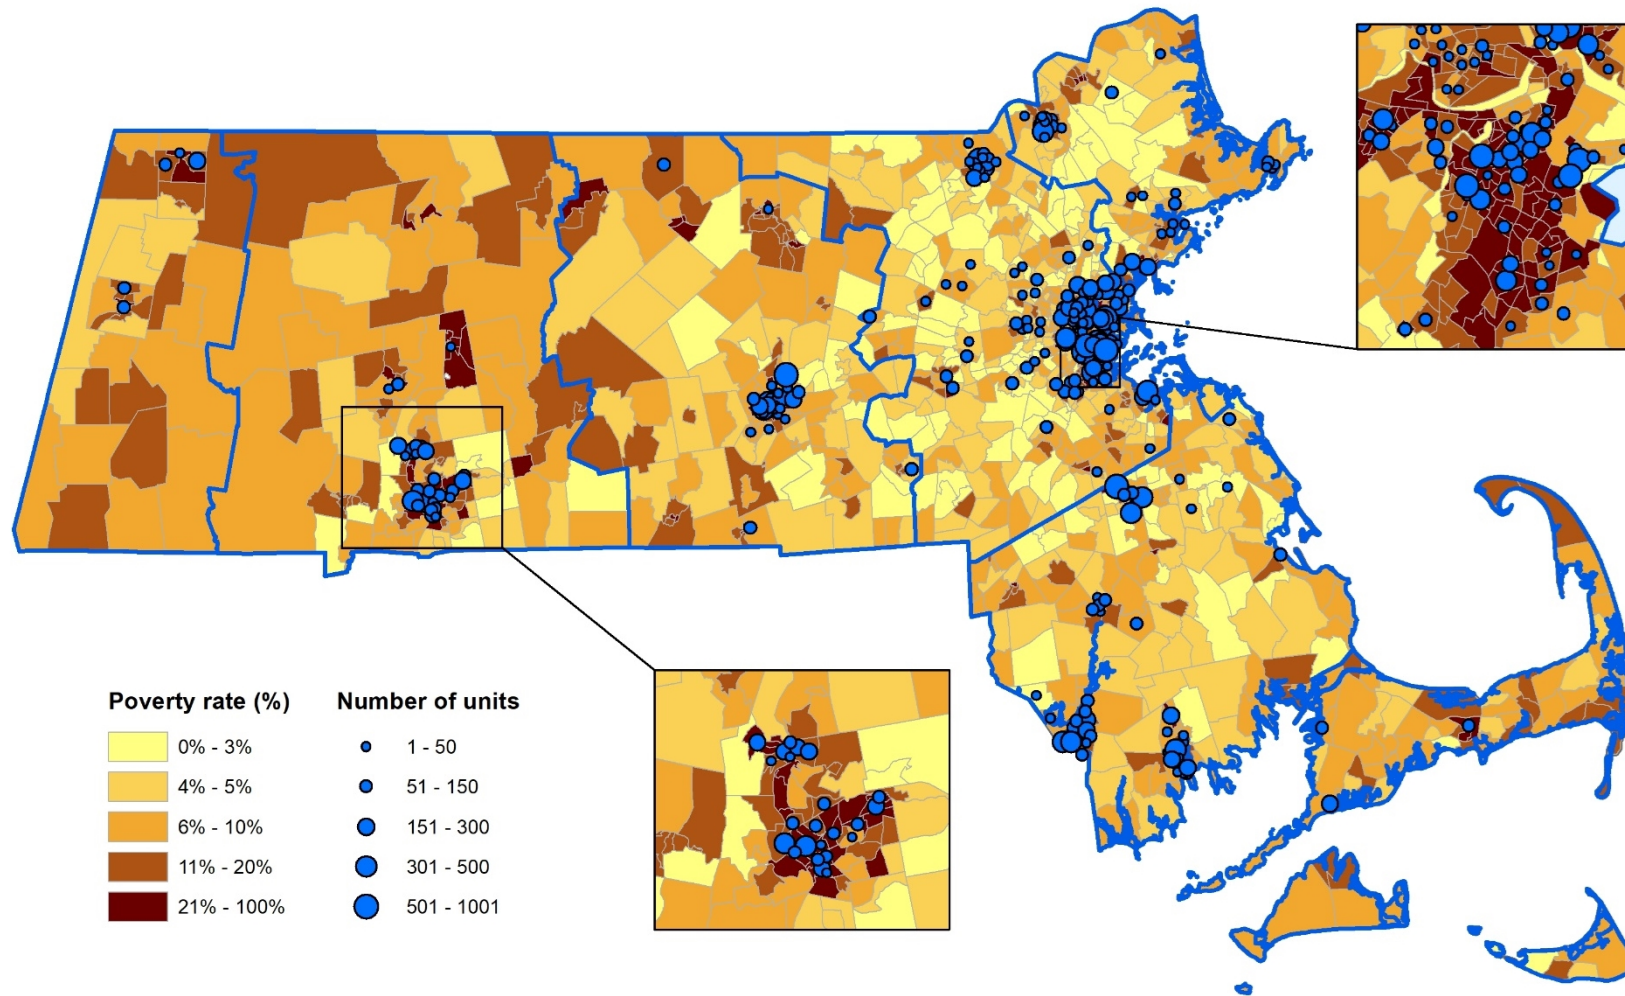 Poverty rate (%)
0% - 3%
4% - 5%
6% - 10%
11% - 20%
21% - 100%
Number of units
1 - 50
51 - 150
151 - 300
301 - 500
501 - 1001